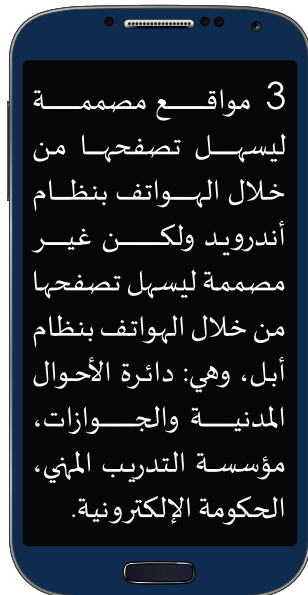 3 مواقع مصممة
ليسهل تصفحها من
خلال الهواتف بنظام
أندرويد ولكن غير
مصممة ليسهل تصفحها
من خلال الهواتف بنظام
أبل، وهي: دائرة الأحوال
المدنية والجوازات،
مؤسسة التدريب المهني،
الحكومة الإلكترونية.